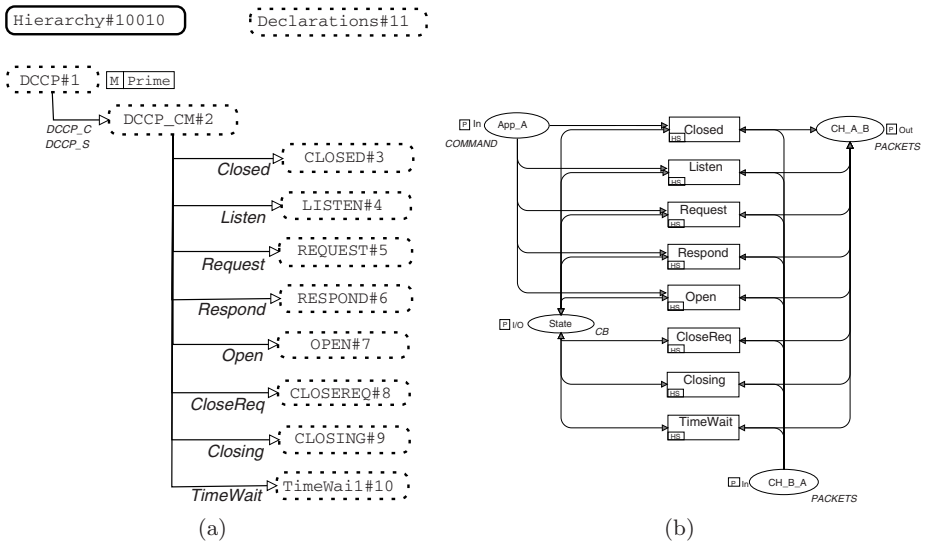 Hierarchy#10010
Declarations#11
DCCP#1
M Prime
DCCP_CM#2
DCCP_C
DCCP_S
CLOSED#3
Closed
LISTEN#4
Listen
REQUEST#5
Request
RESPOND#6
Respond
OPEN#7
Open
CLOSEREQ#8
CloseReq
CLOSING#9
Closing
TimeWai1#10
TimeWait
(a)
P In
App_A
COMMAND
Closed
HS
CH_A_B
P Out
PACKETS
Listen
HS
Request
HS
Respond
HS
Open
HS
P I/O
State
CB
CloseReq
HS
Closing
HS
TimeWait
HS
P In
CH_B_A
PACKETS
(b)